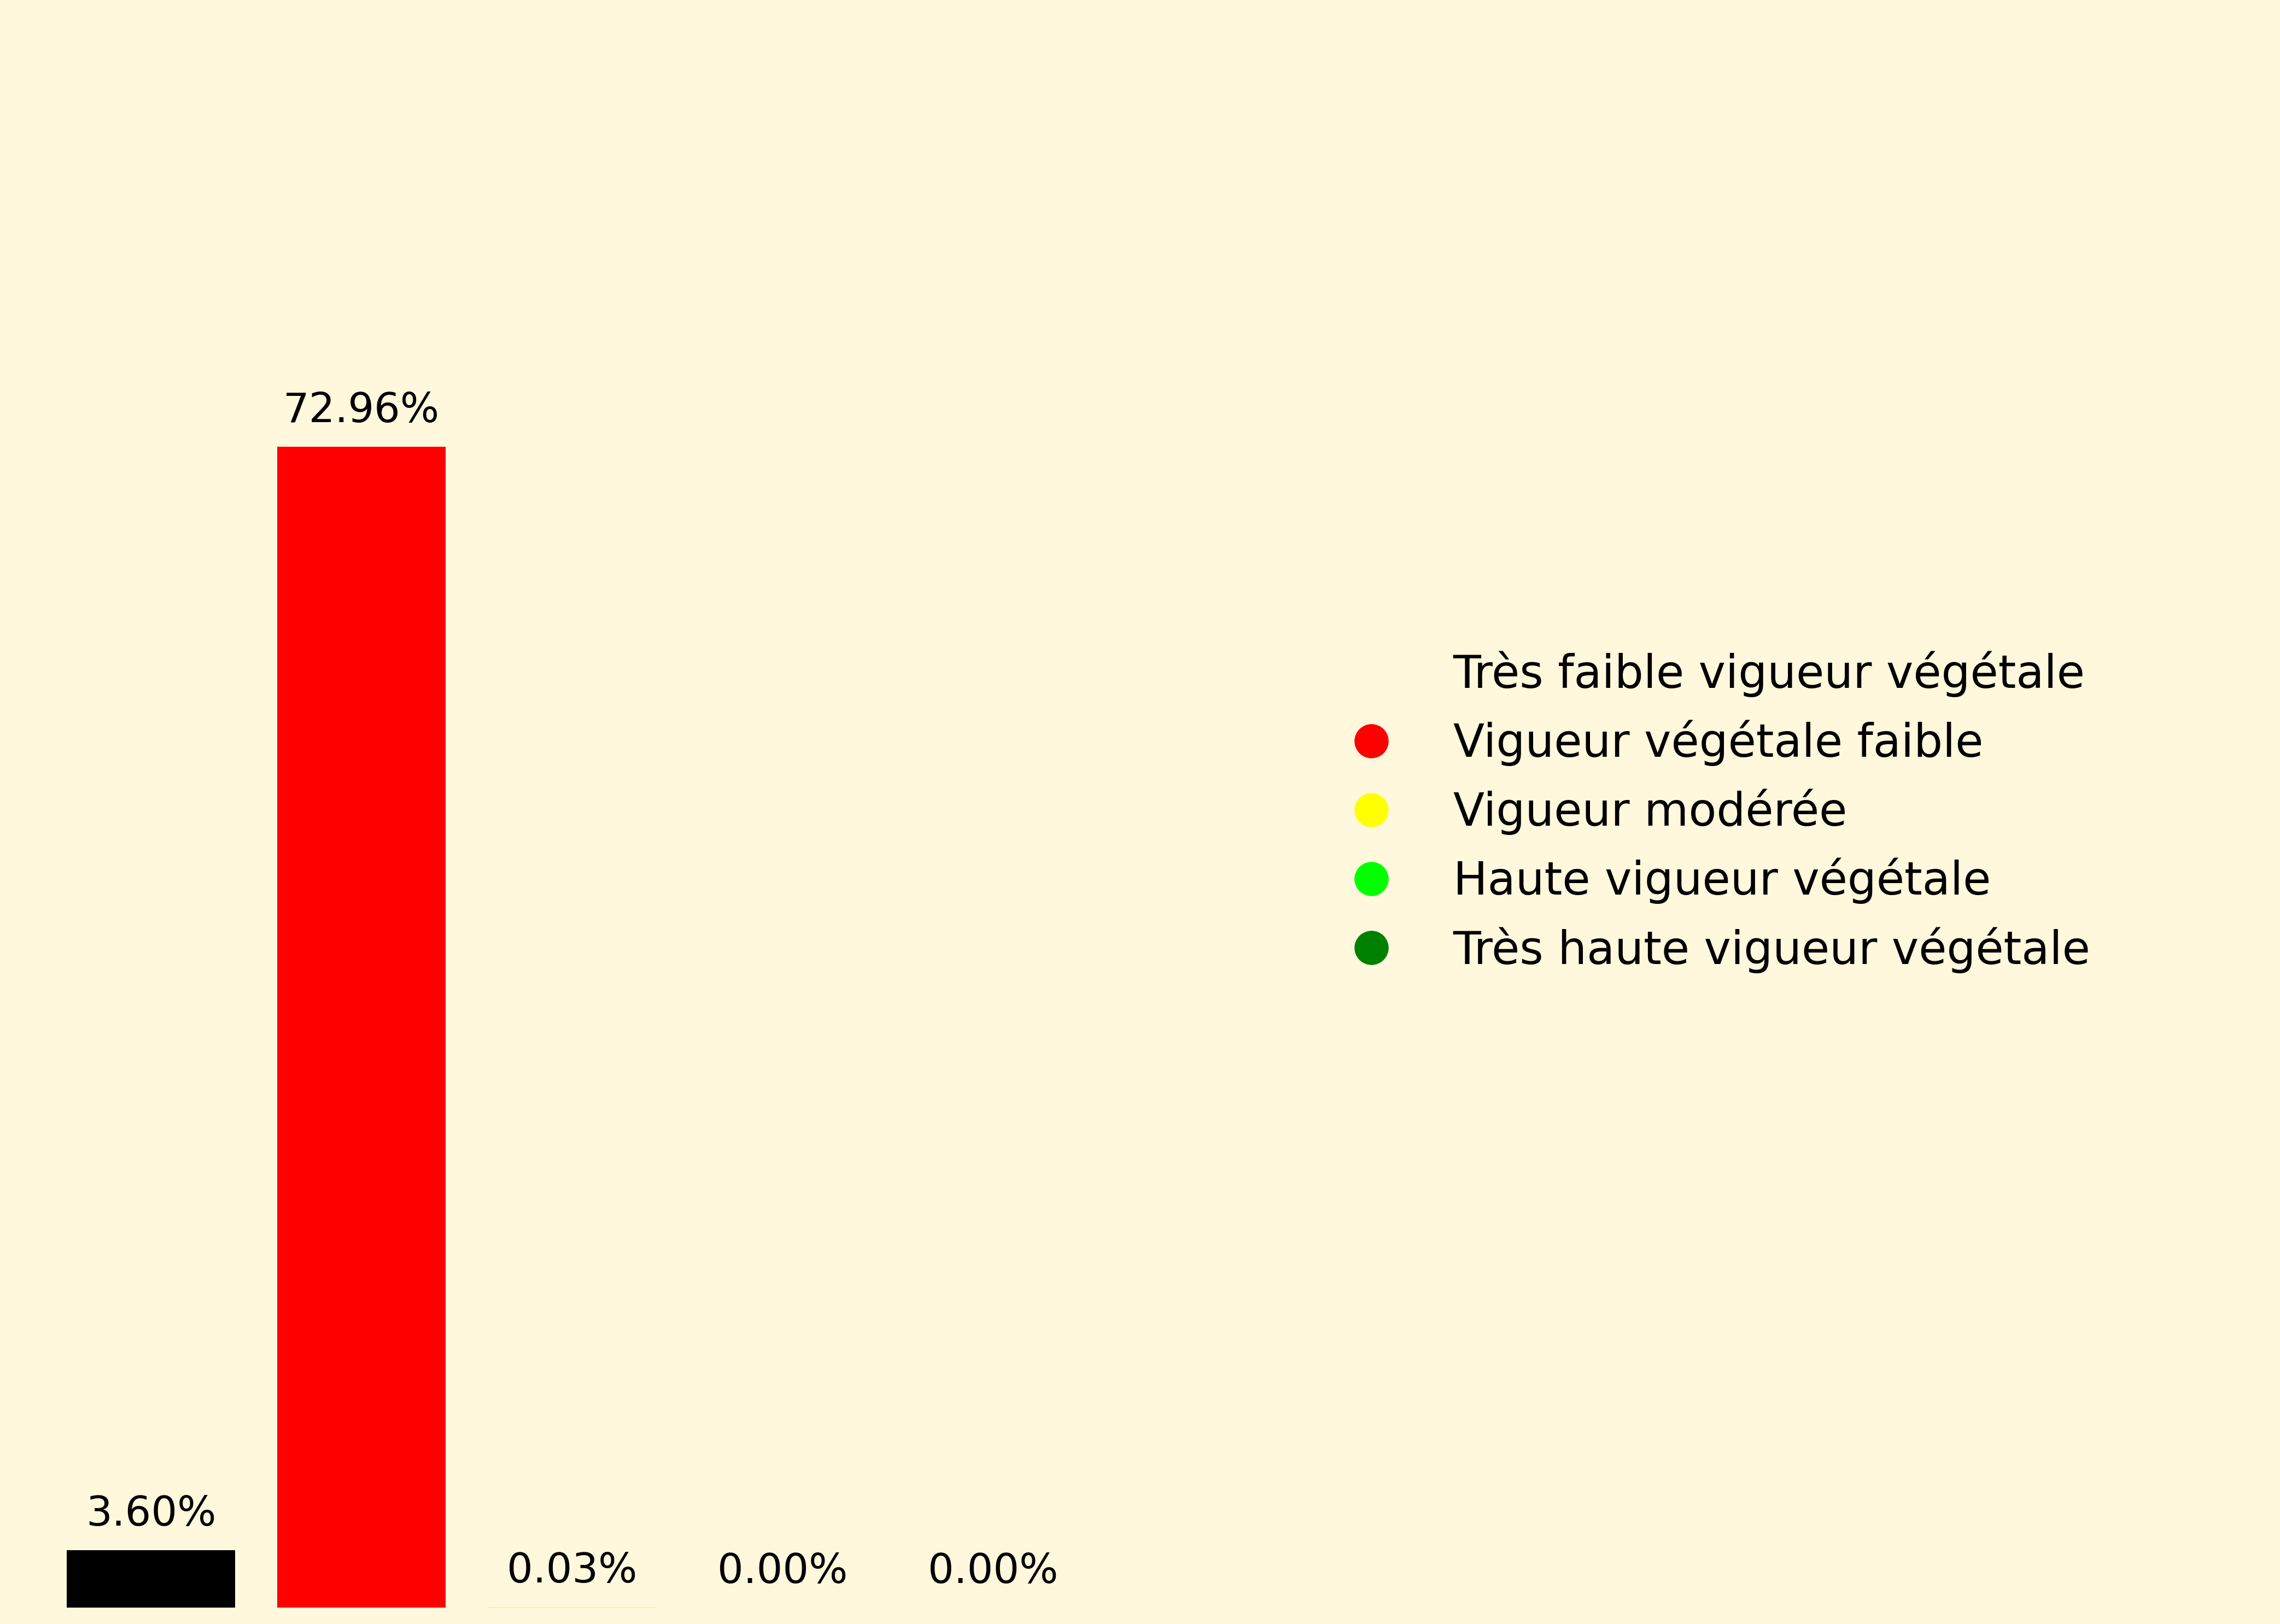 72.96%
Très faible vigueur végétale
Vigueur végétale faible
Vigueur modérée
Haute vigueur végétale
Très haute vigueur végétale
3.60%
0.03%
0.00%
0.00%